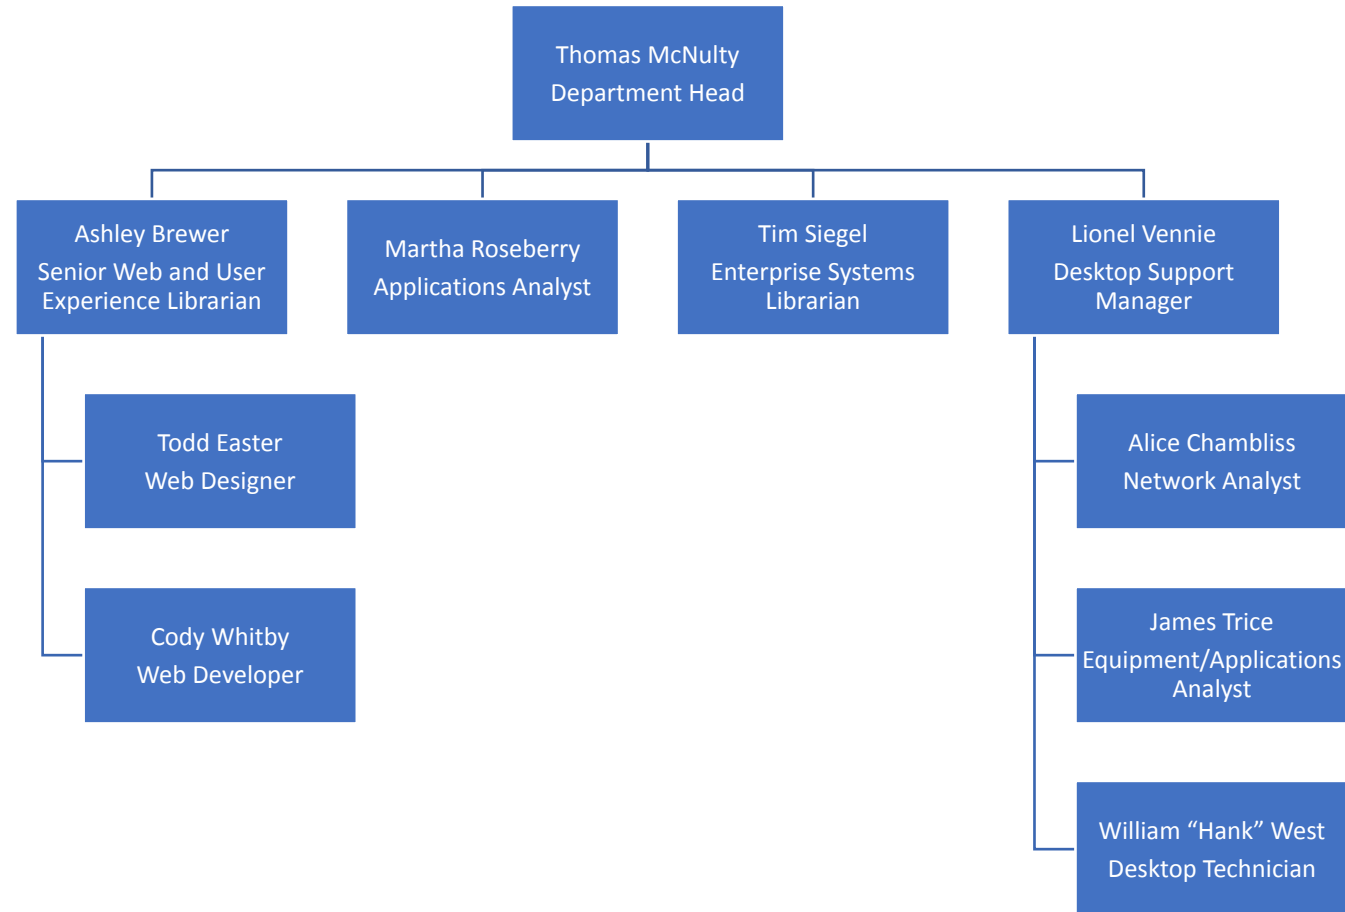 Thomas McNulty
Department Head
Ashley Brewer
Senior Web and User
Experience Librarian
Martha Roseberry
Applications Analyst
Tim Siegel
Enterprise Systems
Librarian
Lionel Vennie
Desktop Support
Manager
Todd Easter
Web Designer
Cody Whitby
Web Developer
Alice Chambliss
Network Analyst
James Trice
Equipment/Applications
Analyst
William “Hank” West
Desktop Technician